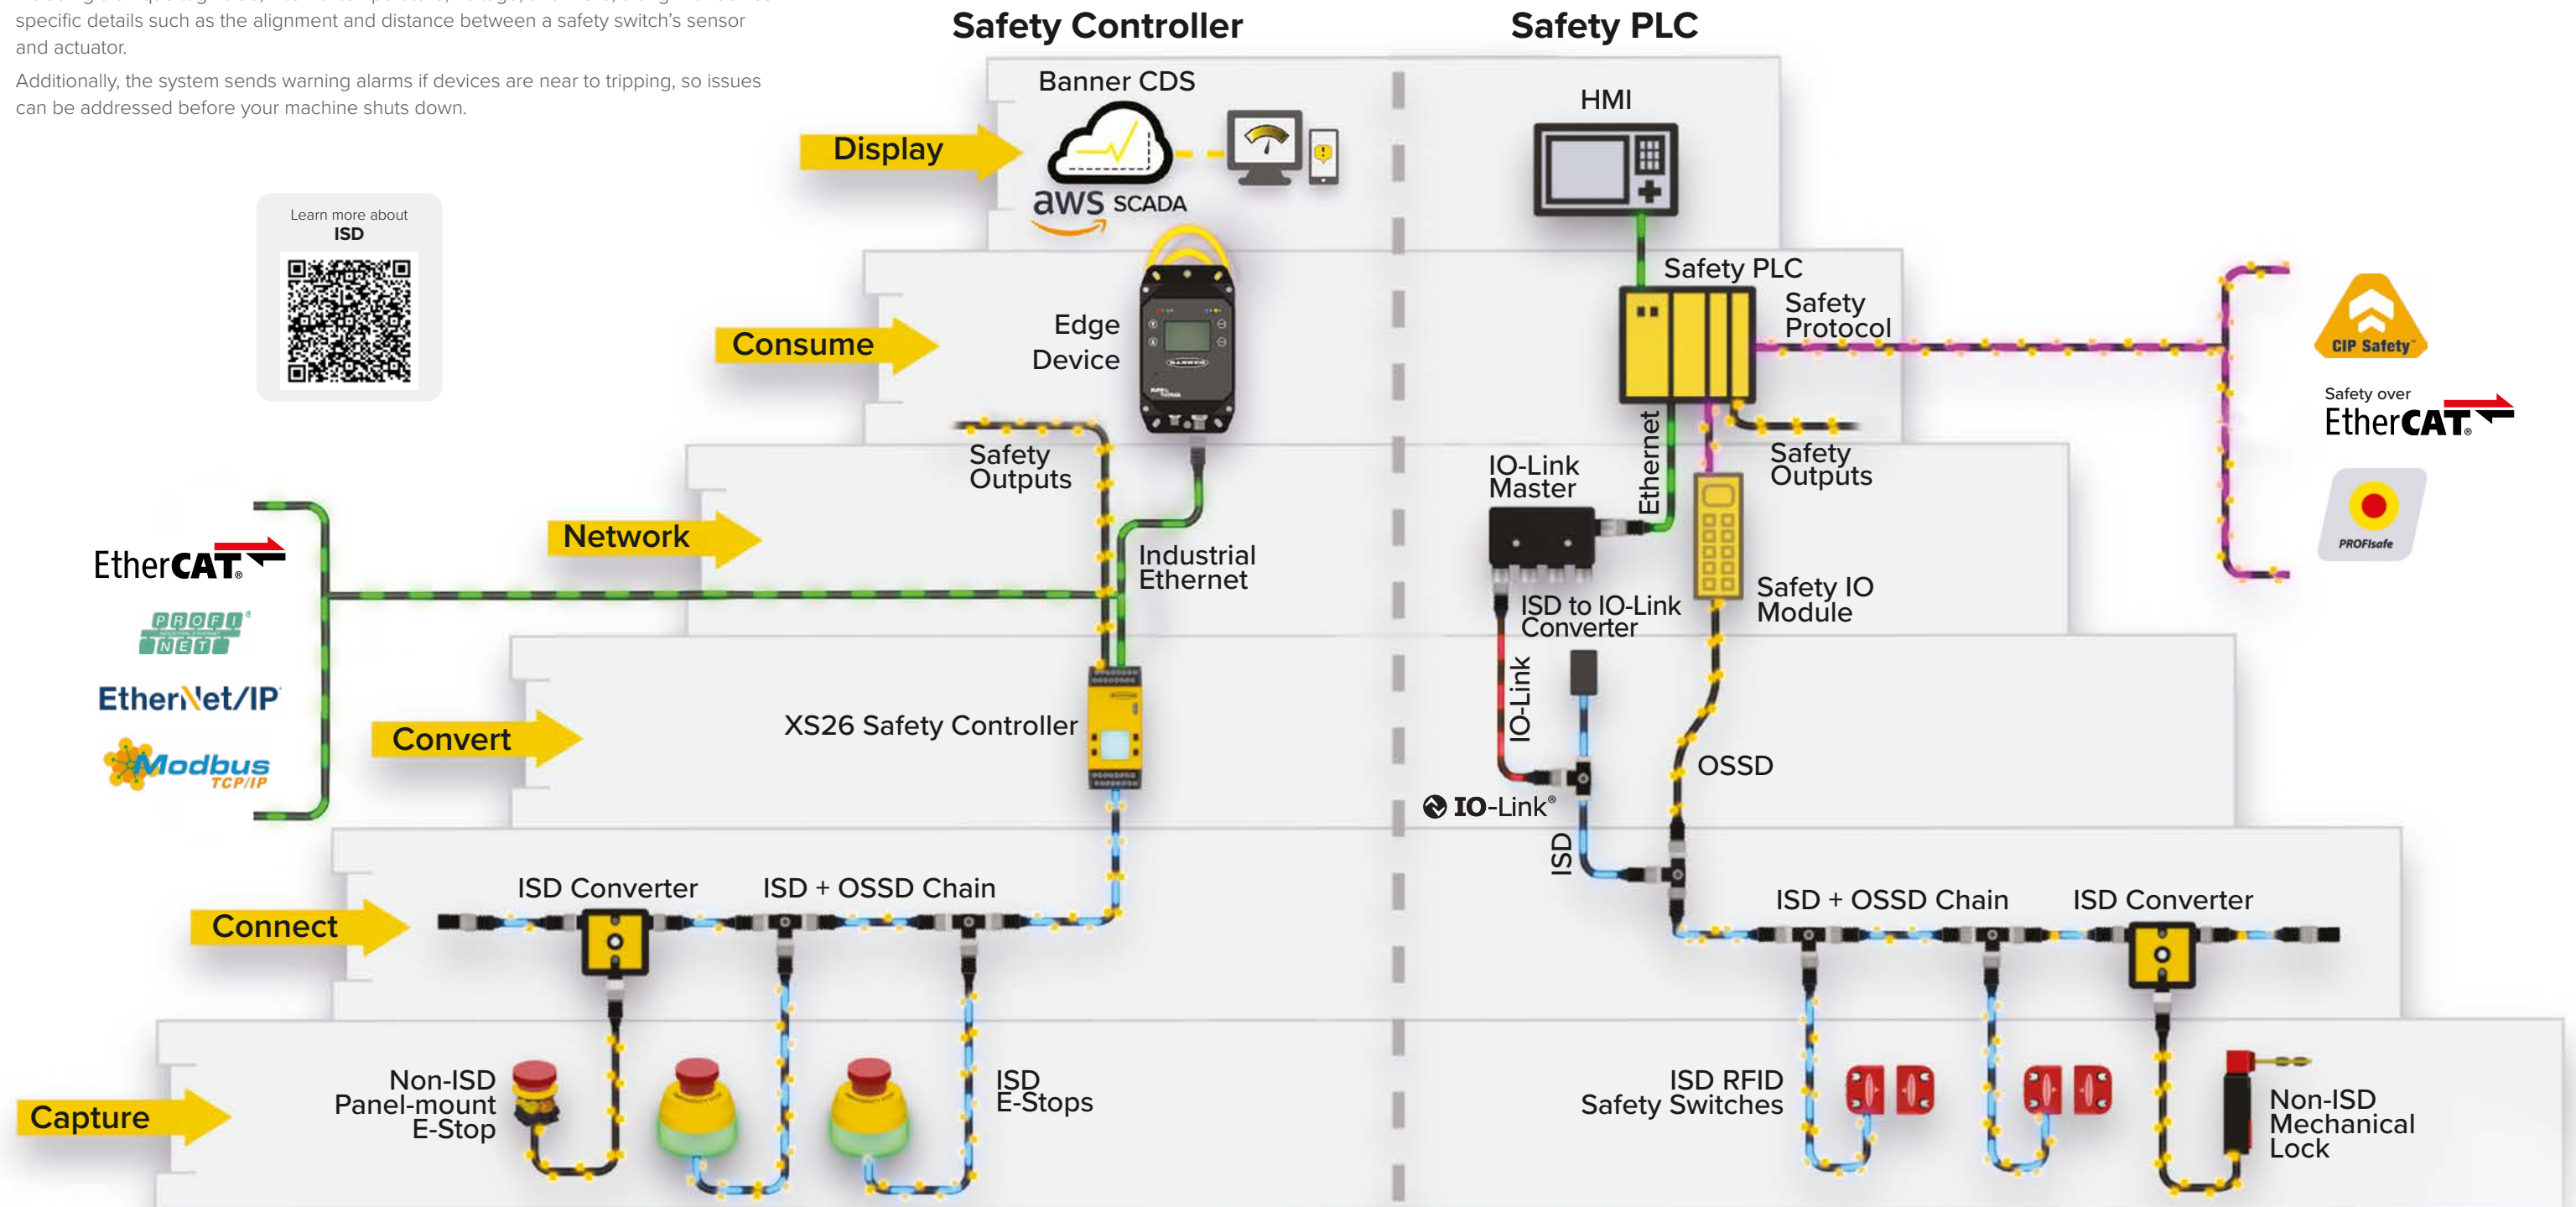 specific details such as the alignment and distance between a safety switch's sensor
and actuator.
Additionally, the system sends warning alarms if devices are near to tripping, so issues
can be addressed before your machine shuts down.
Learn more about
ISD
Safety Controller
Safety PLC
Display
Banner CDS
aws SCADA
HMI
Consume
Edge
Device
Safety PLC
Safety
Protocol
CIP Safety™
Safety over
EtherCAT®
PROFIsafe
Network
Safety
Outputs
Industrial
Ethernet
EtherCAT®
PROFI®
INDUSTRIAL ETHERNET
NET
EtherNet/IP
Modbus
TCP/IP
IO-Link
Master
Ethernet
Safety
Outputs
Safety IO
Module
ISD to IO-Link
Converter
Convert
XS26 Safety Controller
IO-Link
IO-Link®
OSSD
ISD
Connect
ISD Converter
ISD + OSSD Chain
ISD + OSSD Chain
ISD Converter
Capture
Non-ISD
Panel-mount
E-Stop
ISD
E-Stops
ISD RFID
Safety Switches
Non-ISD
Mechanical
Lock